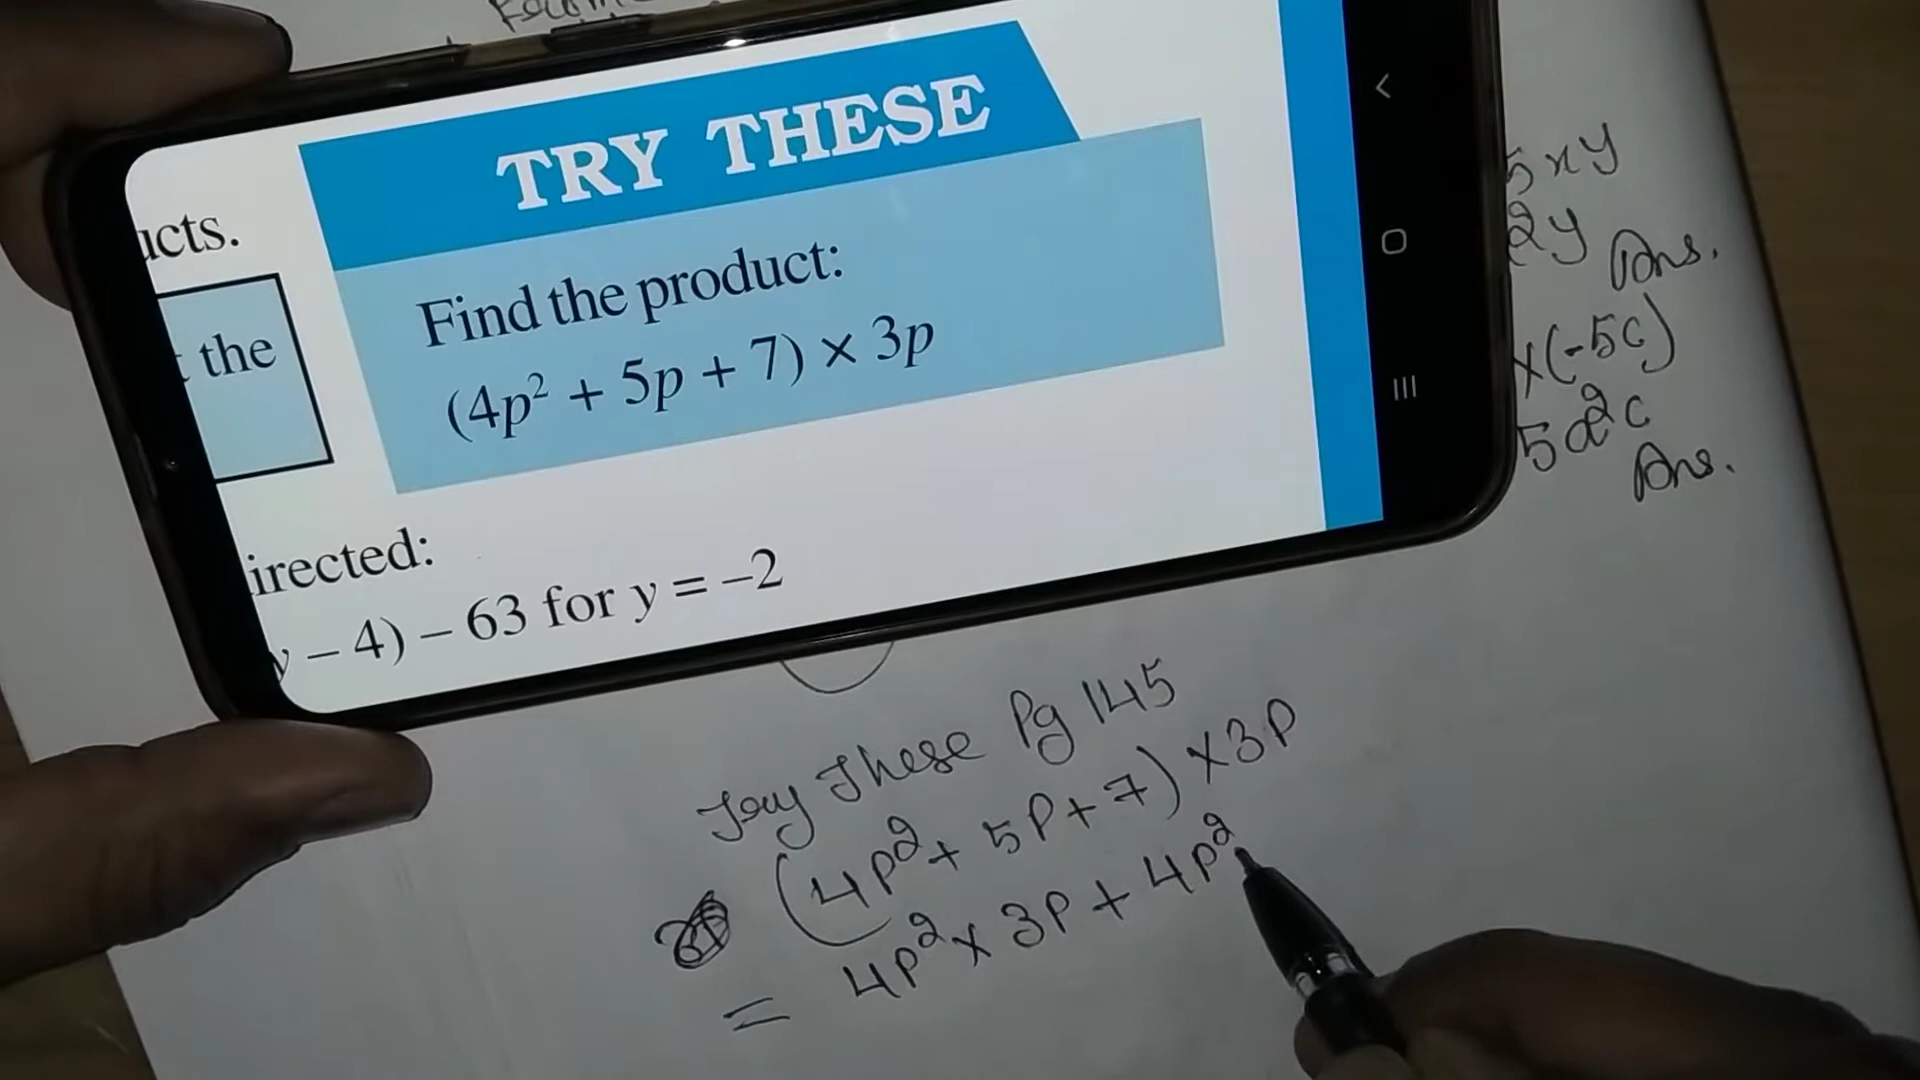 TRY THESE
ucts.
Find the product:
the
(4p² + 5p + 7) × 3p
irected:
y – 4) – 63 for y = –2
5xy
2y Ans.
×(-5c)
5a²c
Ans.
Try These Pg 145
(4P² + 5P + 7) × 3P
= 4P² × 3P + 4P²